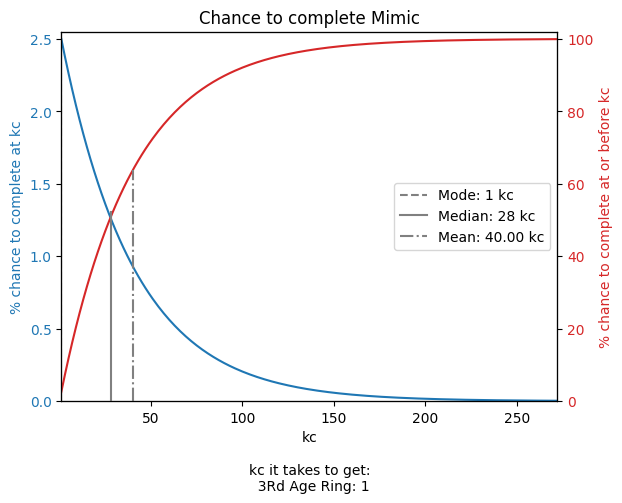 Chance to complete Mimic
2.5
2.0
1.5
1.0
0.5
0.0
% chance to complete at kc
100
80
60
40
20
0
% chance to complete at or before kc
Mode: 1 kc
Median: 28 kc
Mean: 40.00 kc
50 100 150 200 250
kc
kc it takes to get:
3Rd Age Ring: 1